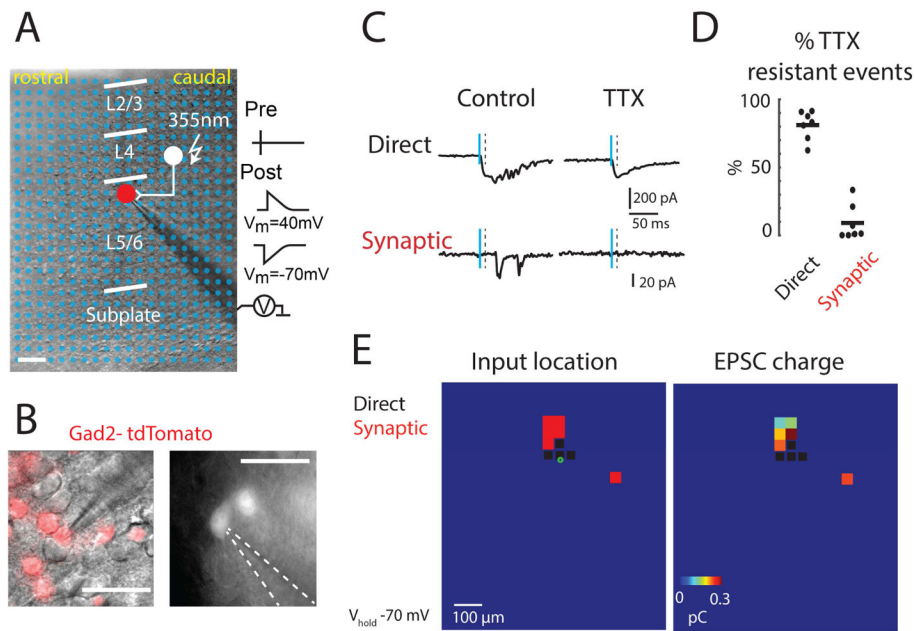 A
rostral
caudal
L2/3
355nm
L4
L5/6
Subplate
Pre
Post
Vm=40mV
Vm=-70mV
V
B
Gad2- tdTomato
C
Control
TTX
Direct
200 pA
50 ms
Synaptic
20 pA
D
% TTX
resistant events
100
50
0
%
Direct
Synaptic
E
Input location
EPSC charge
Direct
Synaptic
Vhold -70 mV
100 µm
0
0.3
pC